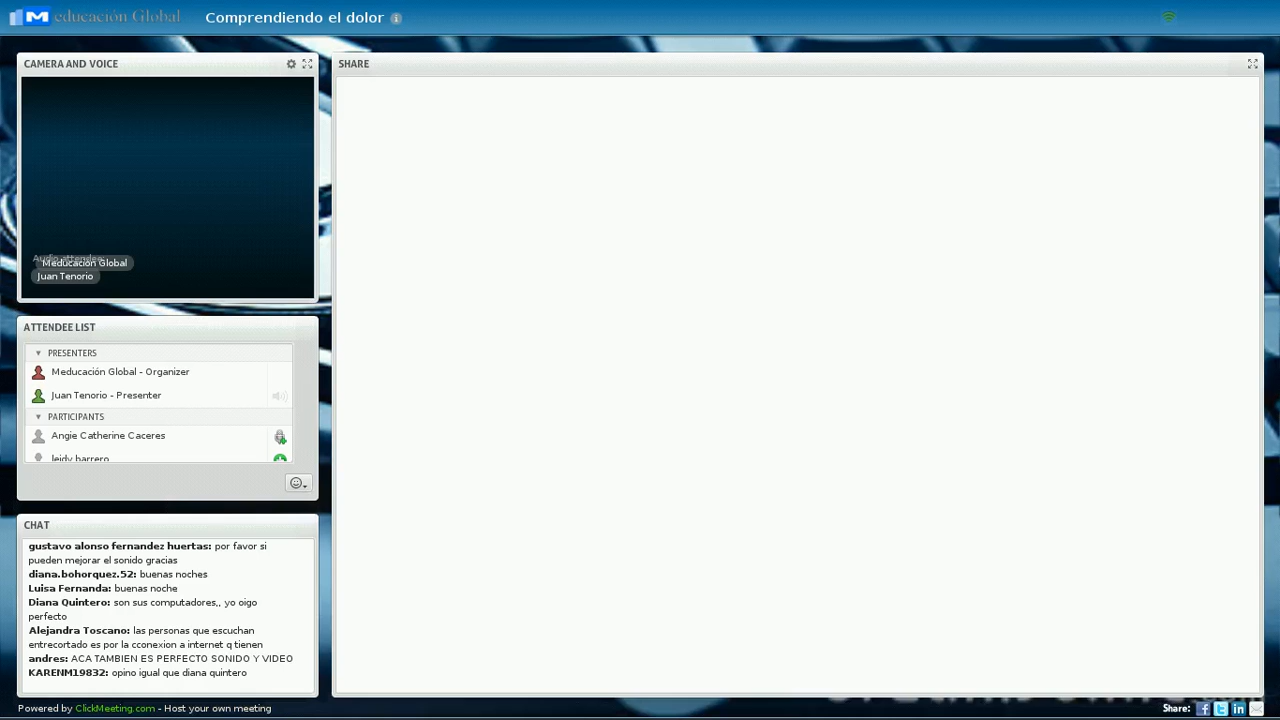 M educación Global
Comprendiendo el dolor
CAMERA AND VOICE
Audio attendee:
Meducación Global
Juan Tenorio
SHARE
ATTENDEE LIST
PRESENTERS
Meducación Global - Organizer
Juan Tenorio - Presenter
PARTICIPANTS
Angie Catherine Caceres
leidy barrero
CHAT
gustavo alonso fernandez huertas: por favor si
pueden mejorar el sonido gracias
diana.bohorquez.52: buenas noches
Luisa Fernanda: buenas noche
Diana Quintero: son sus computadores,, yo oigo
perfecto
Alejandra Toscano: las personas que escuchan
entrecortado es por la cconexion a internet q tienen
andres: ACA TAMBIEN ES PERFECTO SONIDO Y VIDEO
KARENM19832: opino igual que diana quintero
Powered by ClickMeeting.com - Host your own meeting
Share: